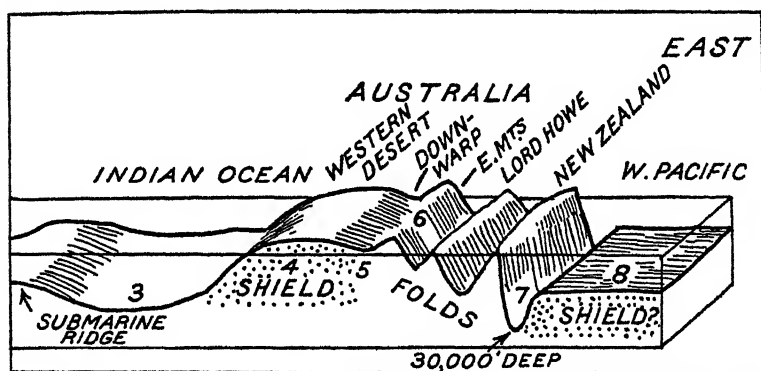 EAST
AUSTRALIA
WESTERN
DESERT
DOWN-
WARP
E. MTS.
LORD HOWE
NEW ZEALAND
INDIAN OCEAN
W. PACIFIC
6
4
5
8
3
SHIELD
FOLDS
7
SHIELD?
SUBMARINE
RIDGE
30,000' DEEP